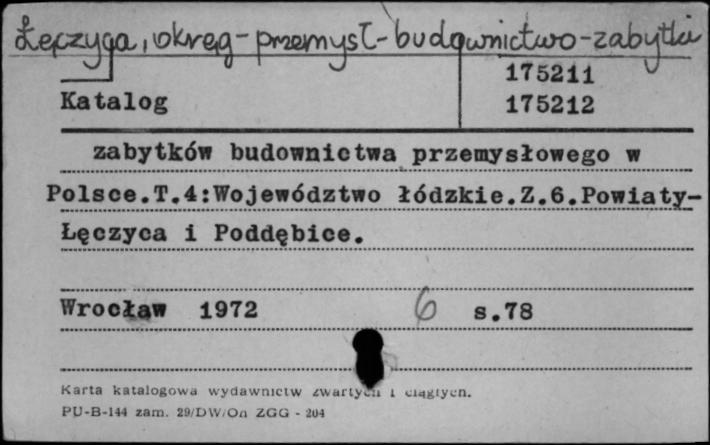 Łęczyca, okręg-przemysł-budownictwo-zabytki
175211
Katalog 175212
zabytków budownictwa przemysłowego w
Polsce.T.4:Województwo łódzkie.Z.6.Powiaty-
Łęczyca i Poddębice.
Wrocław 1972 6 s.78
Karta katalogowa wydawnictw zwartych i ciągłych.
PU-B-144 zam. 29/DW/On ZGG - 204